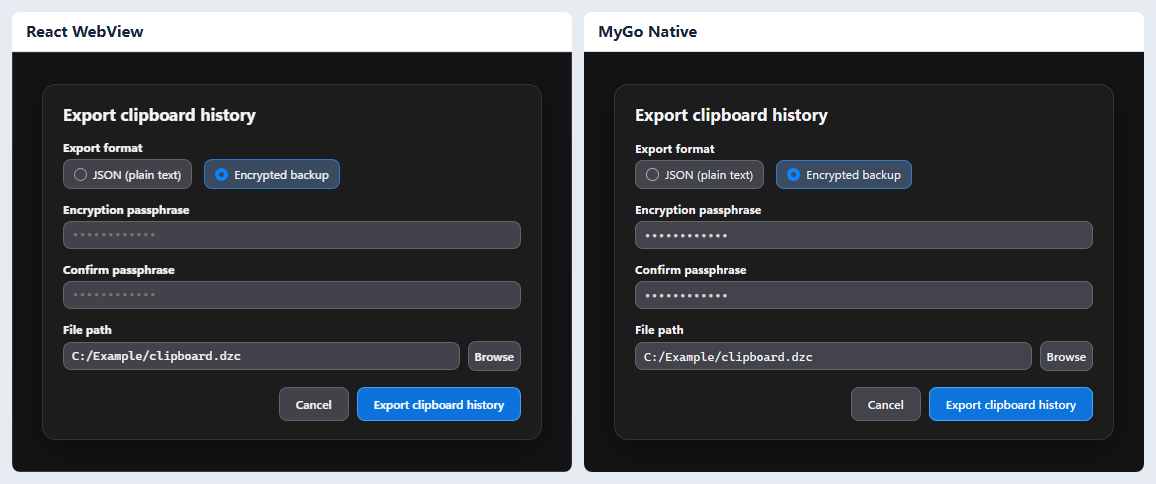 React WebView
Export clipboard history
Export format
JSON (plain text) Encrypted backup
Encryption passphrase
••••••••••••
Confirm passphrase
••••••••••••
File path
C:/Example/clipboard.dzc Browse
Cancel Export clipboard history
MyGo Native
Export clipboard history
Export format
JSON (plain text) Encrypted backup
Encryption passphrase
••••••••••••
Confirm passphrase
••••••••••••
File path
C:/Example/clipboard.dzc Browse
Cancel Export clipboard history